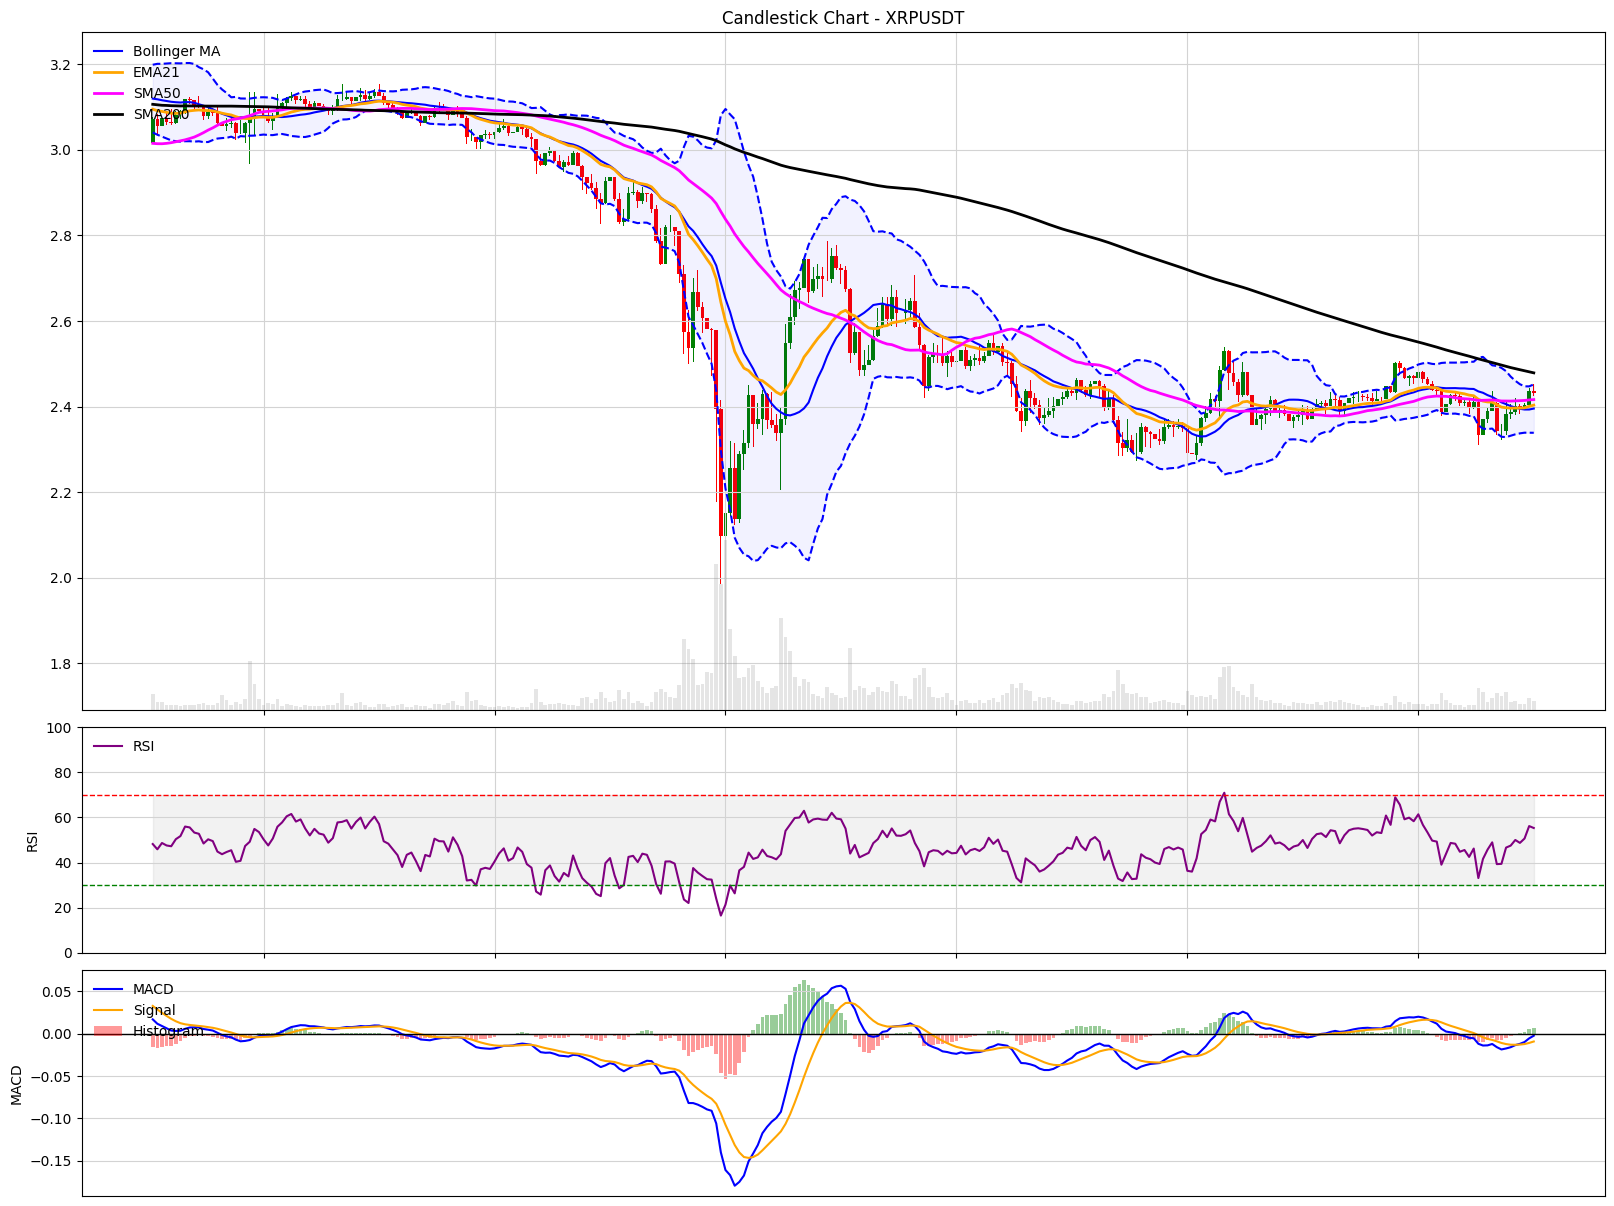 Candlestick Chart - XRPUSDT
Bollinger MA
EMA21
SMA50
SMA200
3.2
3.0
2.8
2.6
2.4
2.2
2.0
1.8
RSI
100
80
60
40
20
0
RSI
MACD
Signal
Histogram
0.05
0.00
−0.05
−0.10
−0.15
MACD